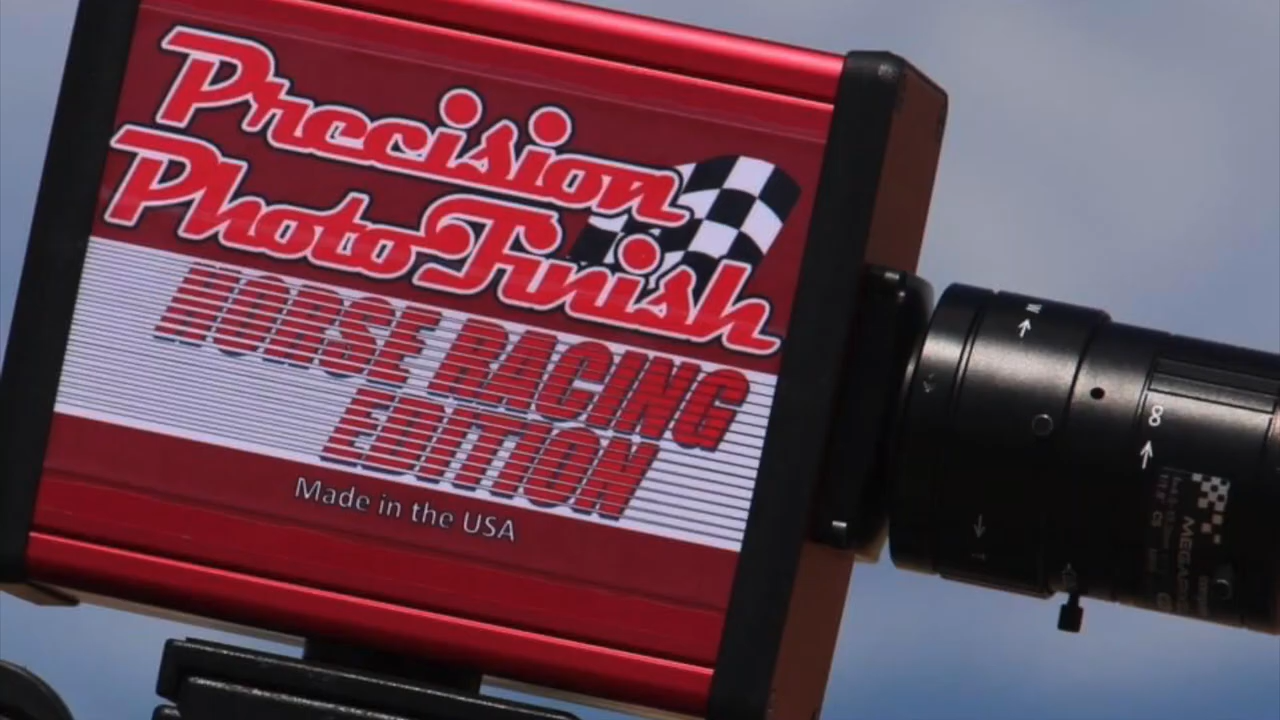 Precision
Photo Finish
HORSE RACING
EDITION
Made in the USA
W
∞
T